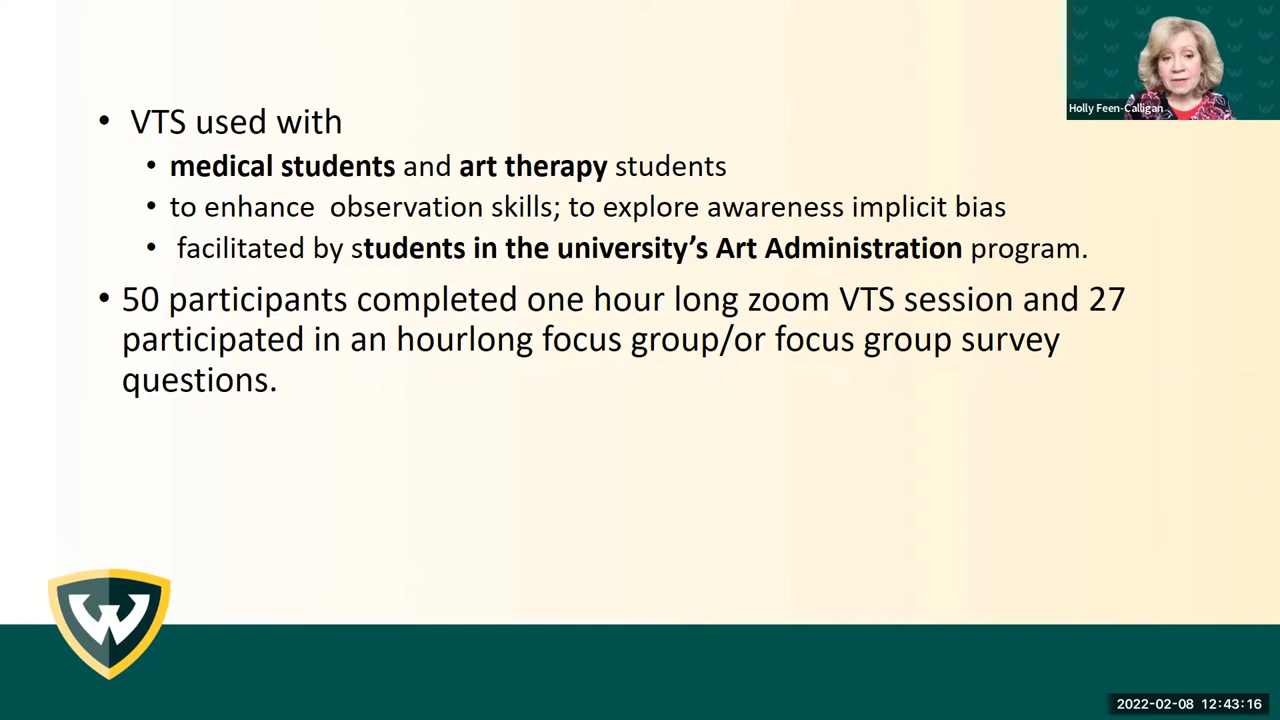 Holly Feen-Calligan
• VTS used with
• medical students and art therapy students
• to enhance  observation skills; to explore awareness implicit bias
• facilitated by students in the university’s Art Administration program.
• 50 participants completed one hour long zoom VTS session and 27
participated in an hourlong focus group/or focus group survey
questions.
W
2022-02-08 12:43:16